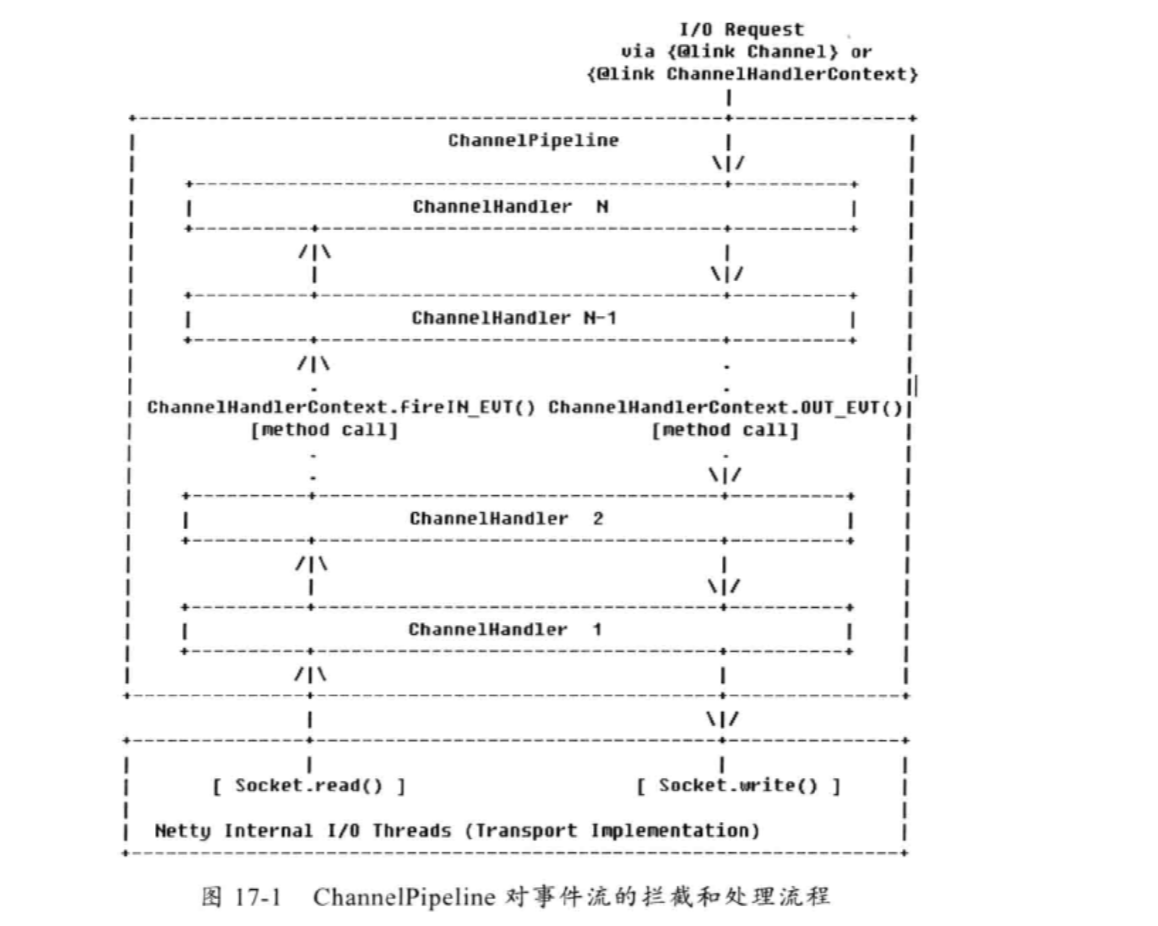 I/O Request
via {@link Channel} or
{@link ChannelHandlerContext}
ChannelPipeline
ChannelHandler N
ChannelHandler N-1
ChannelHandlerContext.fireIN_EVT() ChannelHandlerContext.OUT_EVT()
[method call] [method call]
ChannelHandler 2
ChannelHandler 1
[ Socket.read() ] [ Socket.write() ]
Netty Internal I/O Threads (Transport Implementation)
图 17-1 ChannelPipeline 对事件流的拦截和处理流程